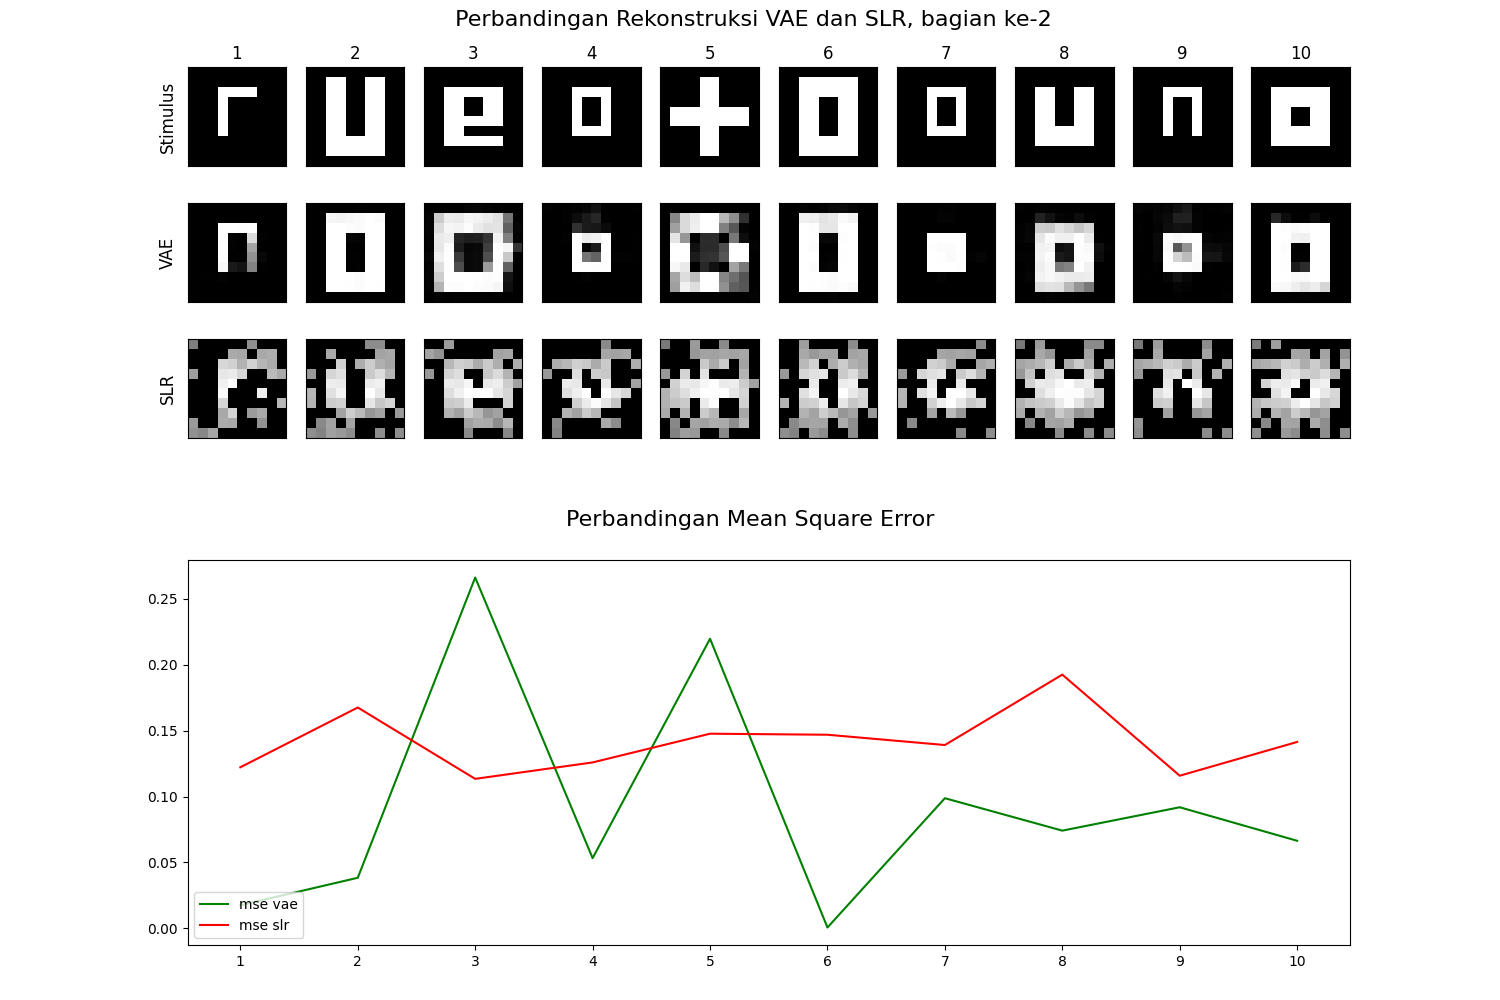 Perbandingan Rekonstruksi VAE dan SLR, bagian ke-2
1 2 3 4 5 6 7 8 9 10
Stimulus
VAE
SLR
Perbandingan Mean Square Error
0.25
0.20
0.15
0.10
0.05
0.00
mse vae
mse slr
1 2 3 4 5 6 7 8 9 10